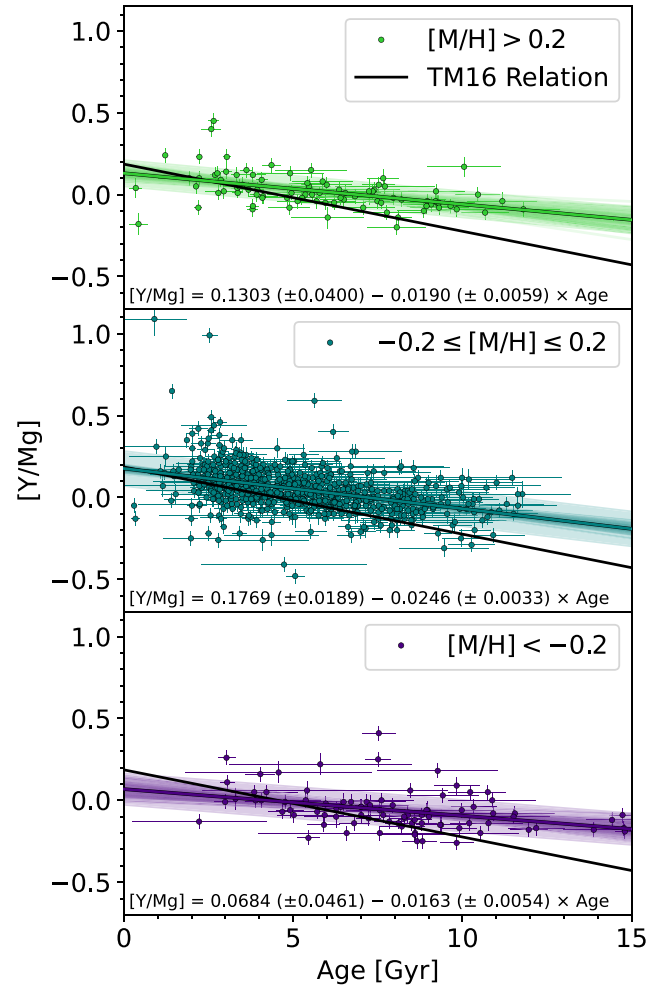 1.0
[M/H] > 0.2
TM16 Relation
0.5
0.0
−0.5
[Y/Mg] = 0.1303 (±0.0400) − 0.0190 (± 0.0059) × Age
1.0
−0.2 ≤ [M/H] ≤ 0.2
0.5
[Y/Mg]
0.0
−0.5
[Y/Mg] = 0.1769 (±0.0189) − 0.0246 (± 0.0033) × Age
1.0
[M/H] < −0.2
0.5
0.0
−0.5
[Y/Mg] = 0.0684 (±0.0461) − 0.0163 (± 0.0054) × Age
0 5 10 15
Age [Gyr]